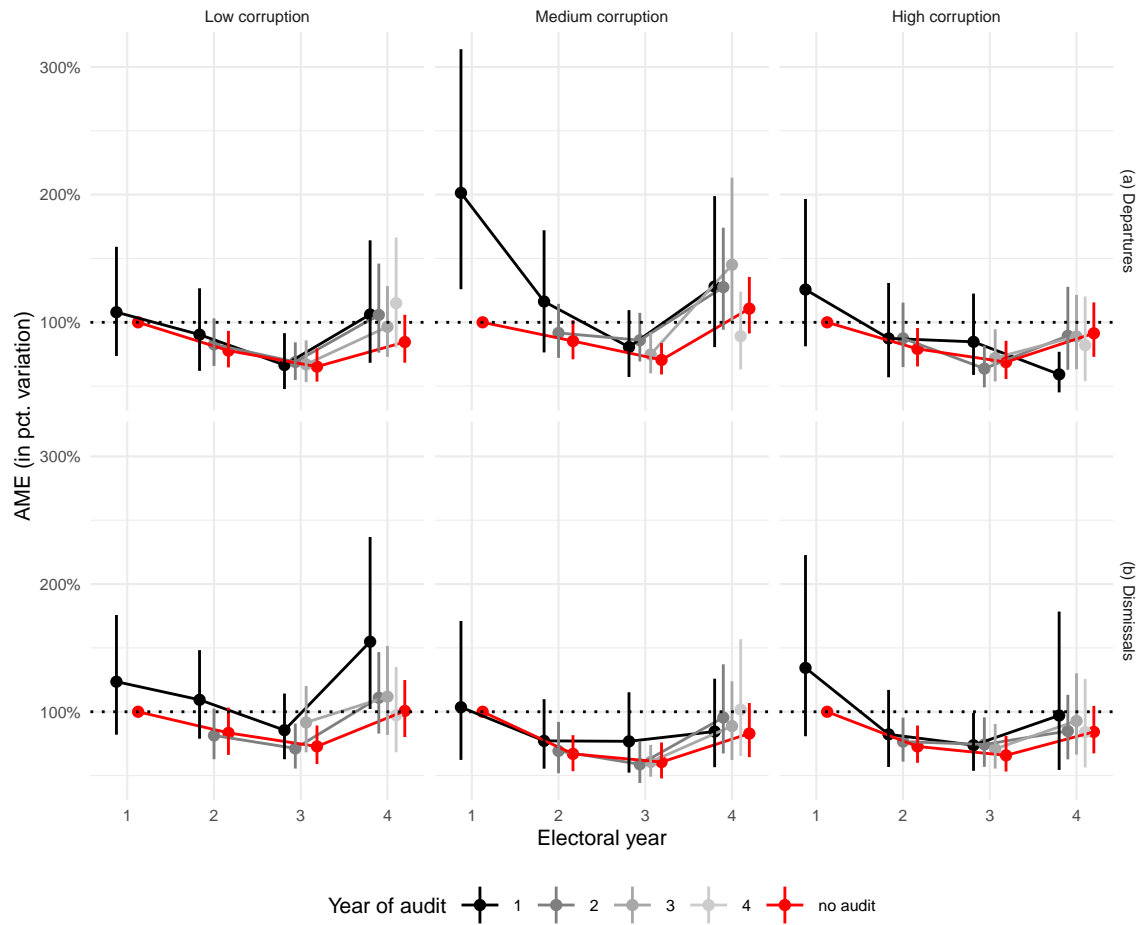 Low corruption
Medium corruption
High corruption
300%
200%
100%
(a) Departures
AME (in pct. variation)
300%
200%
100%
(b) Dismissals
1 2 3 4
1 2 3 4
1 2 3 4
Electoral year
Year of audit 1 2 3 4 no audit